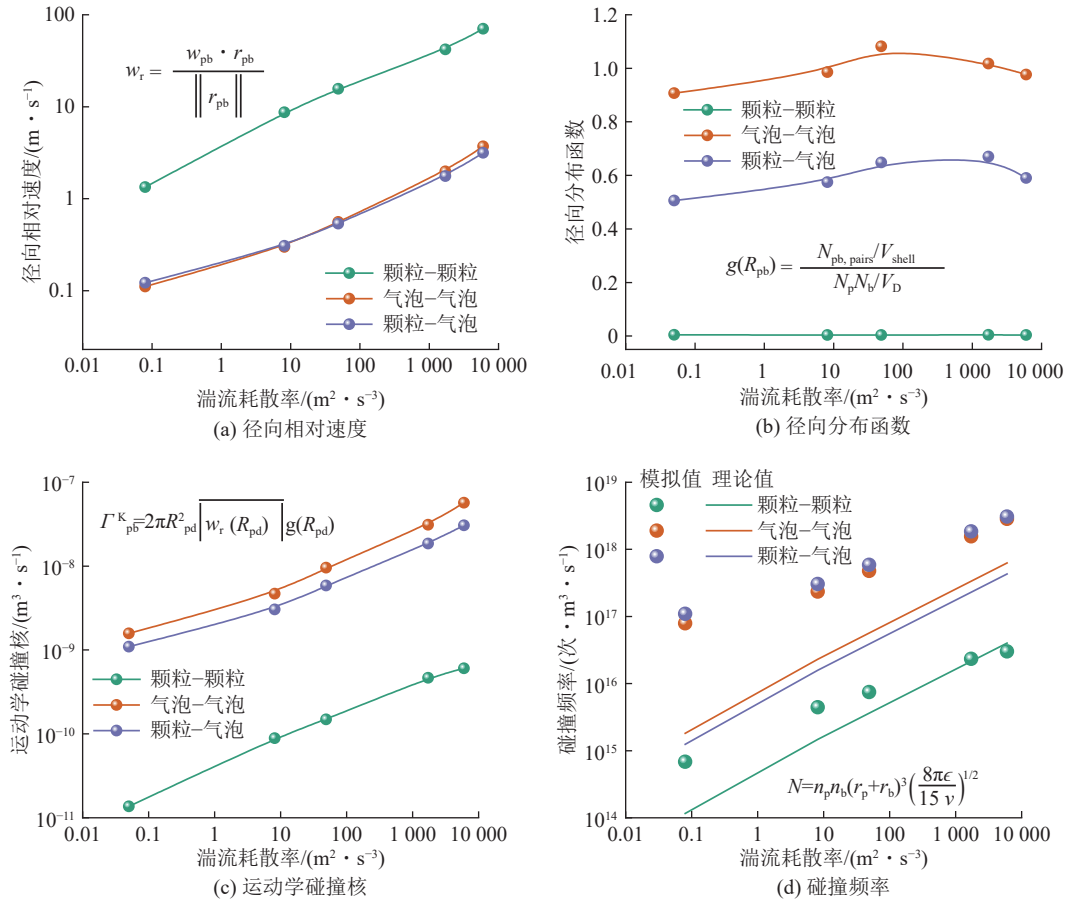 100
10
1
0.1
径向相对速度/(m · s⁻¹)
w_r = w_pb · r_pb / ‖r_pb‖
颗粒−颗粒
气泡−气泡
颗粒−气泡
0.01 0.1 1 10 100 1 000 10 000
湍流耗散率/(m² · s⁻³)
(a) 径向相对速度
1.2
1.0
0.8
0.6
0.4
0.2
0
径向分布函数
颗粒−颗粒
气泡−气泡
颗粒−气泡
g(R_pb) = (N_pb, pairs/V_shell) / (N_pN_b/V_D)
0.01 0.1 1 10 100 1 000 10 000
湍流耗散率/(m² · s⁻³)
(b) 径向分布函数
10⁻⁷
10⁻⁸
10⁻⁹
10⁻¹⁰
10⁻¹¹
运动学碰撞核/(m³ · s⁻¹)
Γ^K_pb=2πR²_pd|w_r (R_pd)|g(R_pd)
颗粒−颗粒
气泡−气泡
颗粒−气泡
0.01 0.1 1 10 100 1 000 10 000
湍流耗散率/(m² · s⁻³)
(c) 运动学碰撞核
10¹⁹
10¹⁸
10¹⁷
10¹⁶
10¹⁵
10¹⁴
碰撞频率/(次 · m³ · s⁻¹)
模拟值 理论值
颗粒−颗粒
气泡−气泡
颗粒−气泡
N=n_pn_b(r_p+r_b)³(8πϵ/15 v)^1/2
0.01 0.1 1 10 100 1 000 10 000
湍流耗散率/(m² · s⁻³)
(d) 碰撞频率